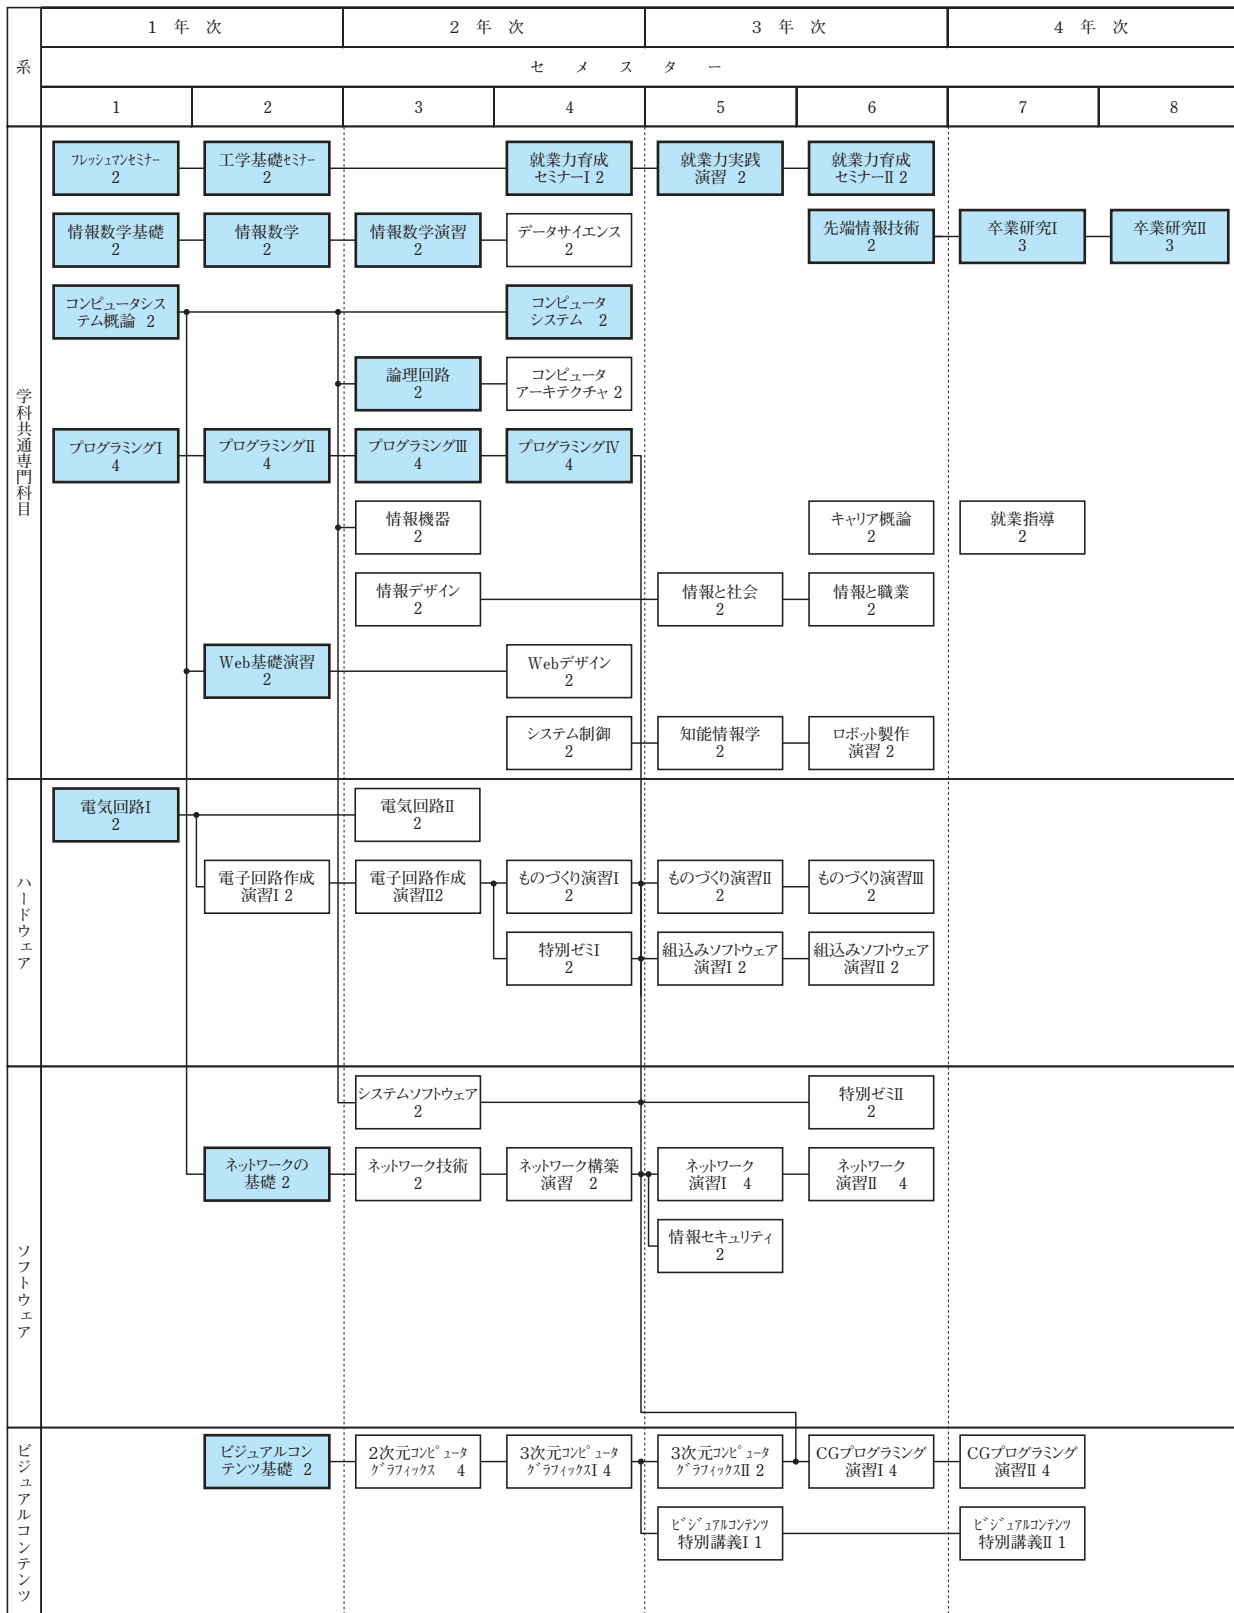 1 年 次
2 年 次
3 年 次
4 年 次
系
セ メ ス タ ー
1
2
3
4
5
6
7
8
学科共通専門科目
フレッシュマンセミナー
2
工学基礎セミナー
2
就業力育成
セミナーI 2
就業力実践
演習 2
就業力育成
セミナーII 2
情報数学基礎
2
情報数学
2
情報数学演習
2
データサイエンス
2
先端情報技術
2
卒業研究I
3
卒業研究II
3
コンピュータシス
テム概論 2
コンピュータ
システム 2
論理回路
2
コンピュータ
アーキテクチャ 2
プログラミングI
4
プログラミングII
4
プログラミングIII
4
プログラミングIV
4
情報機器
2
キャリア概論
2
就業指導
2
情報デザイン
2
情報と社会
2
情報と職業
2
Web基礎演習
2
Webデザイン
2
システム制御
2
知能情報学
2
ロボット製作
演習 2
ハードウェア
電気回路I
2
電気回路II
2
電子回路作成
演習I 2
電子回路作成
演習II2
ものづくり演習I
2
ものづくり演習II
2
ものづくり演習III
2
特別ゼミI
2
組込みソフトウェア
演習I 2
組込みソフトウェア
演習II 2
ソフトウェア
システムソフトウェア
2
特別ゼミII
2
ネットワークの
基礎 2
ネットワーク技術
2
ネットワーク構築
演習 2
ネットワーク
演習I 4
ネットワーク
演習II 4
情報セキュリティ
2
ビジュアルコンテンツ
ビジュアルコン
テンツ基礎 2
2次元コンピュータ
グラフィックス 4
3次元コンピュータ
グラフィックスI 4
3次元コンピュータ
グラフィックスII 2
CGプログラミング
演習I 4
CGプログラミング
演習II 4
ビジュアルコンテンツ
特別講義I 1
ビジュアルコンテンツ
特別講義II 1